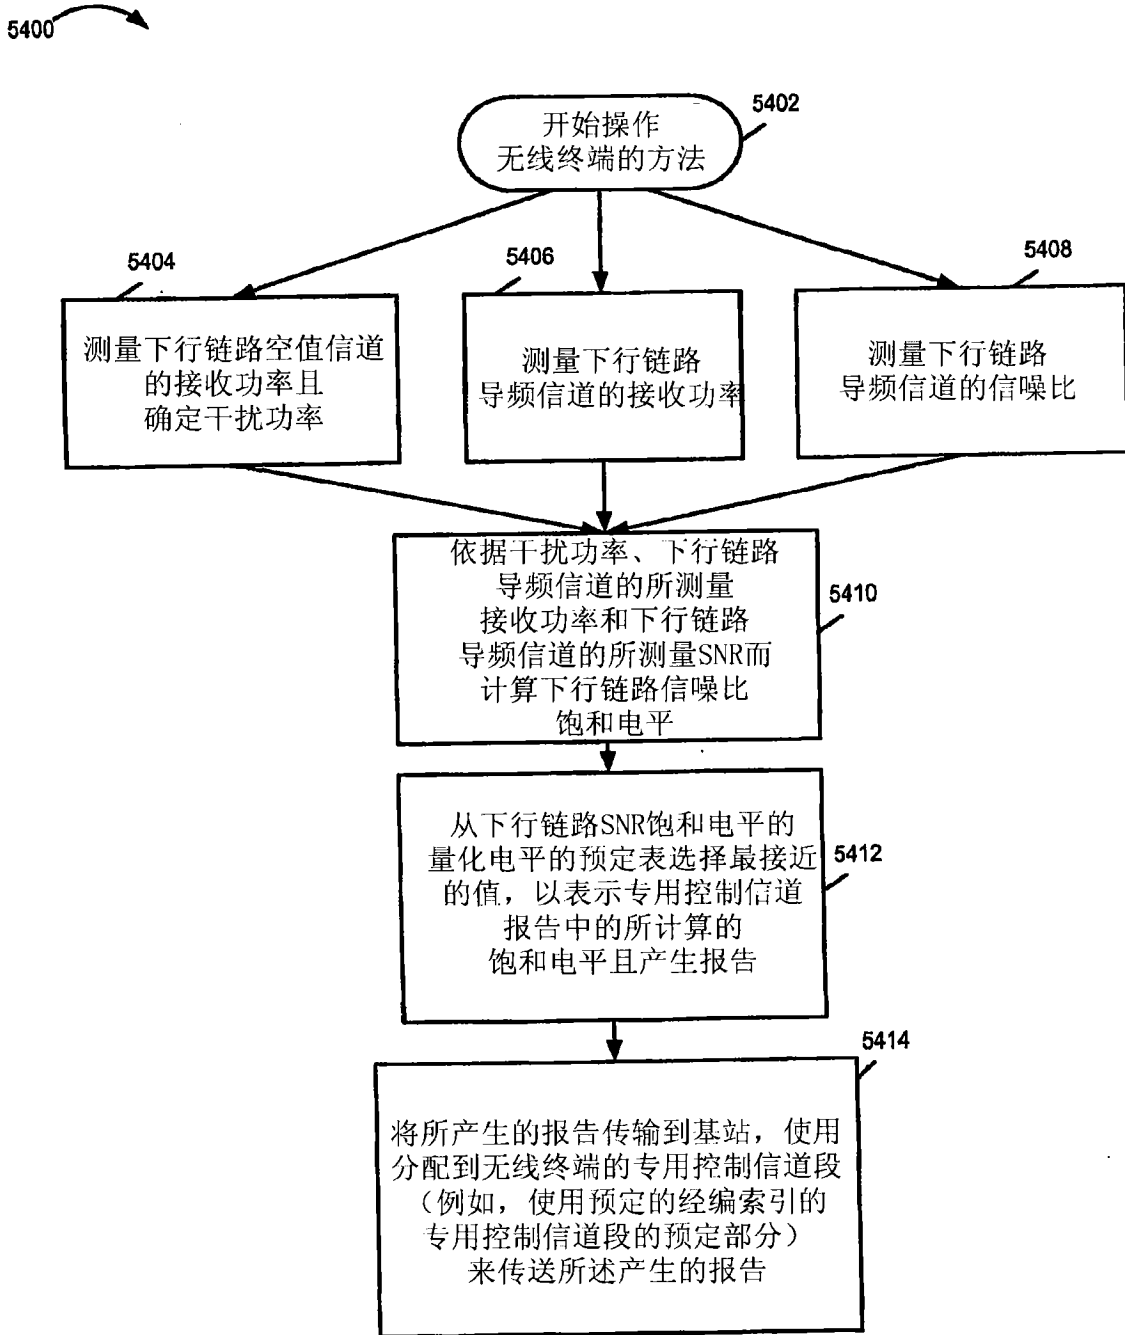 5400
5402
开始操作
无线终端的方法
5404
5406
5408
测量下行链路空值信道
的接收功率且
确定干扰功率
测量下行链路
导频信道的接收功率
测量下行链路
导频信道的信噪比
5410
依据干扰功率、下行链路
导频信道的所测量
接收功率和下行链路
导频信道的所测量SNR而
计算下行链路信噪比
饱和电平
5412
从下行链路SNR饱和电平的
量化电平的预定表选择最接近
的值，以表示专用控制信道
报告中的所计算的
饱和电平且产生报告
5414
将所产生的报告传输到基站，使用
分配到无线终端的专用控制信道段
（例如，使用预定的经编索引的
专用控制信道段的预定部分）
来传送所述产生的报告